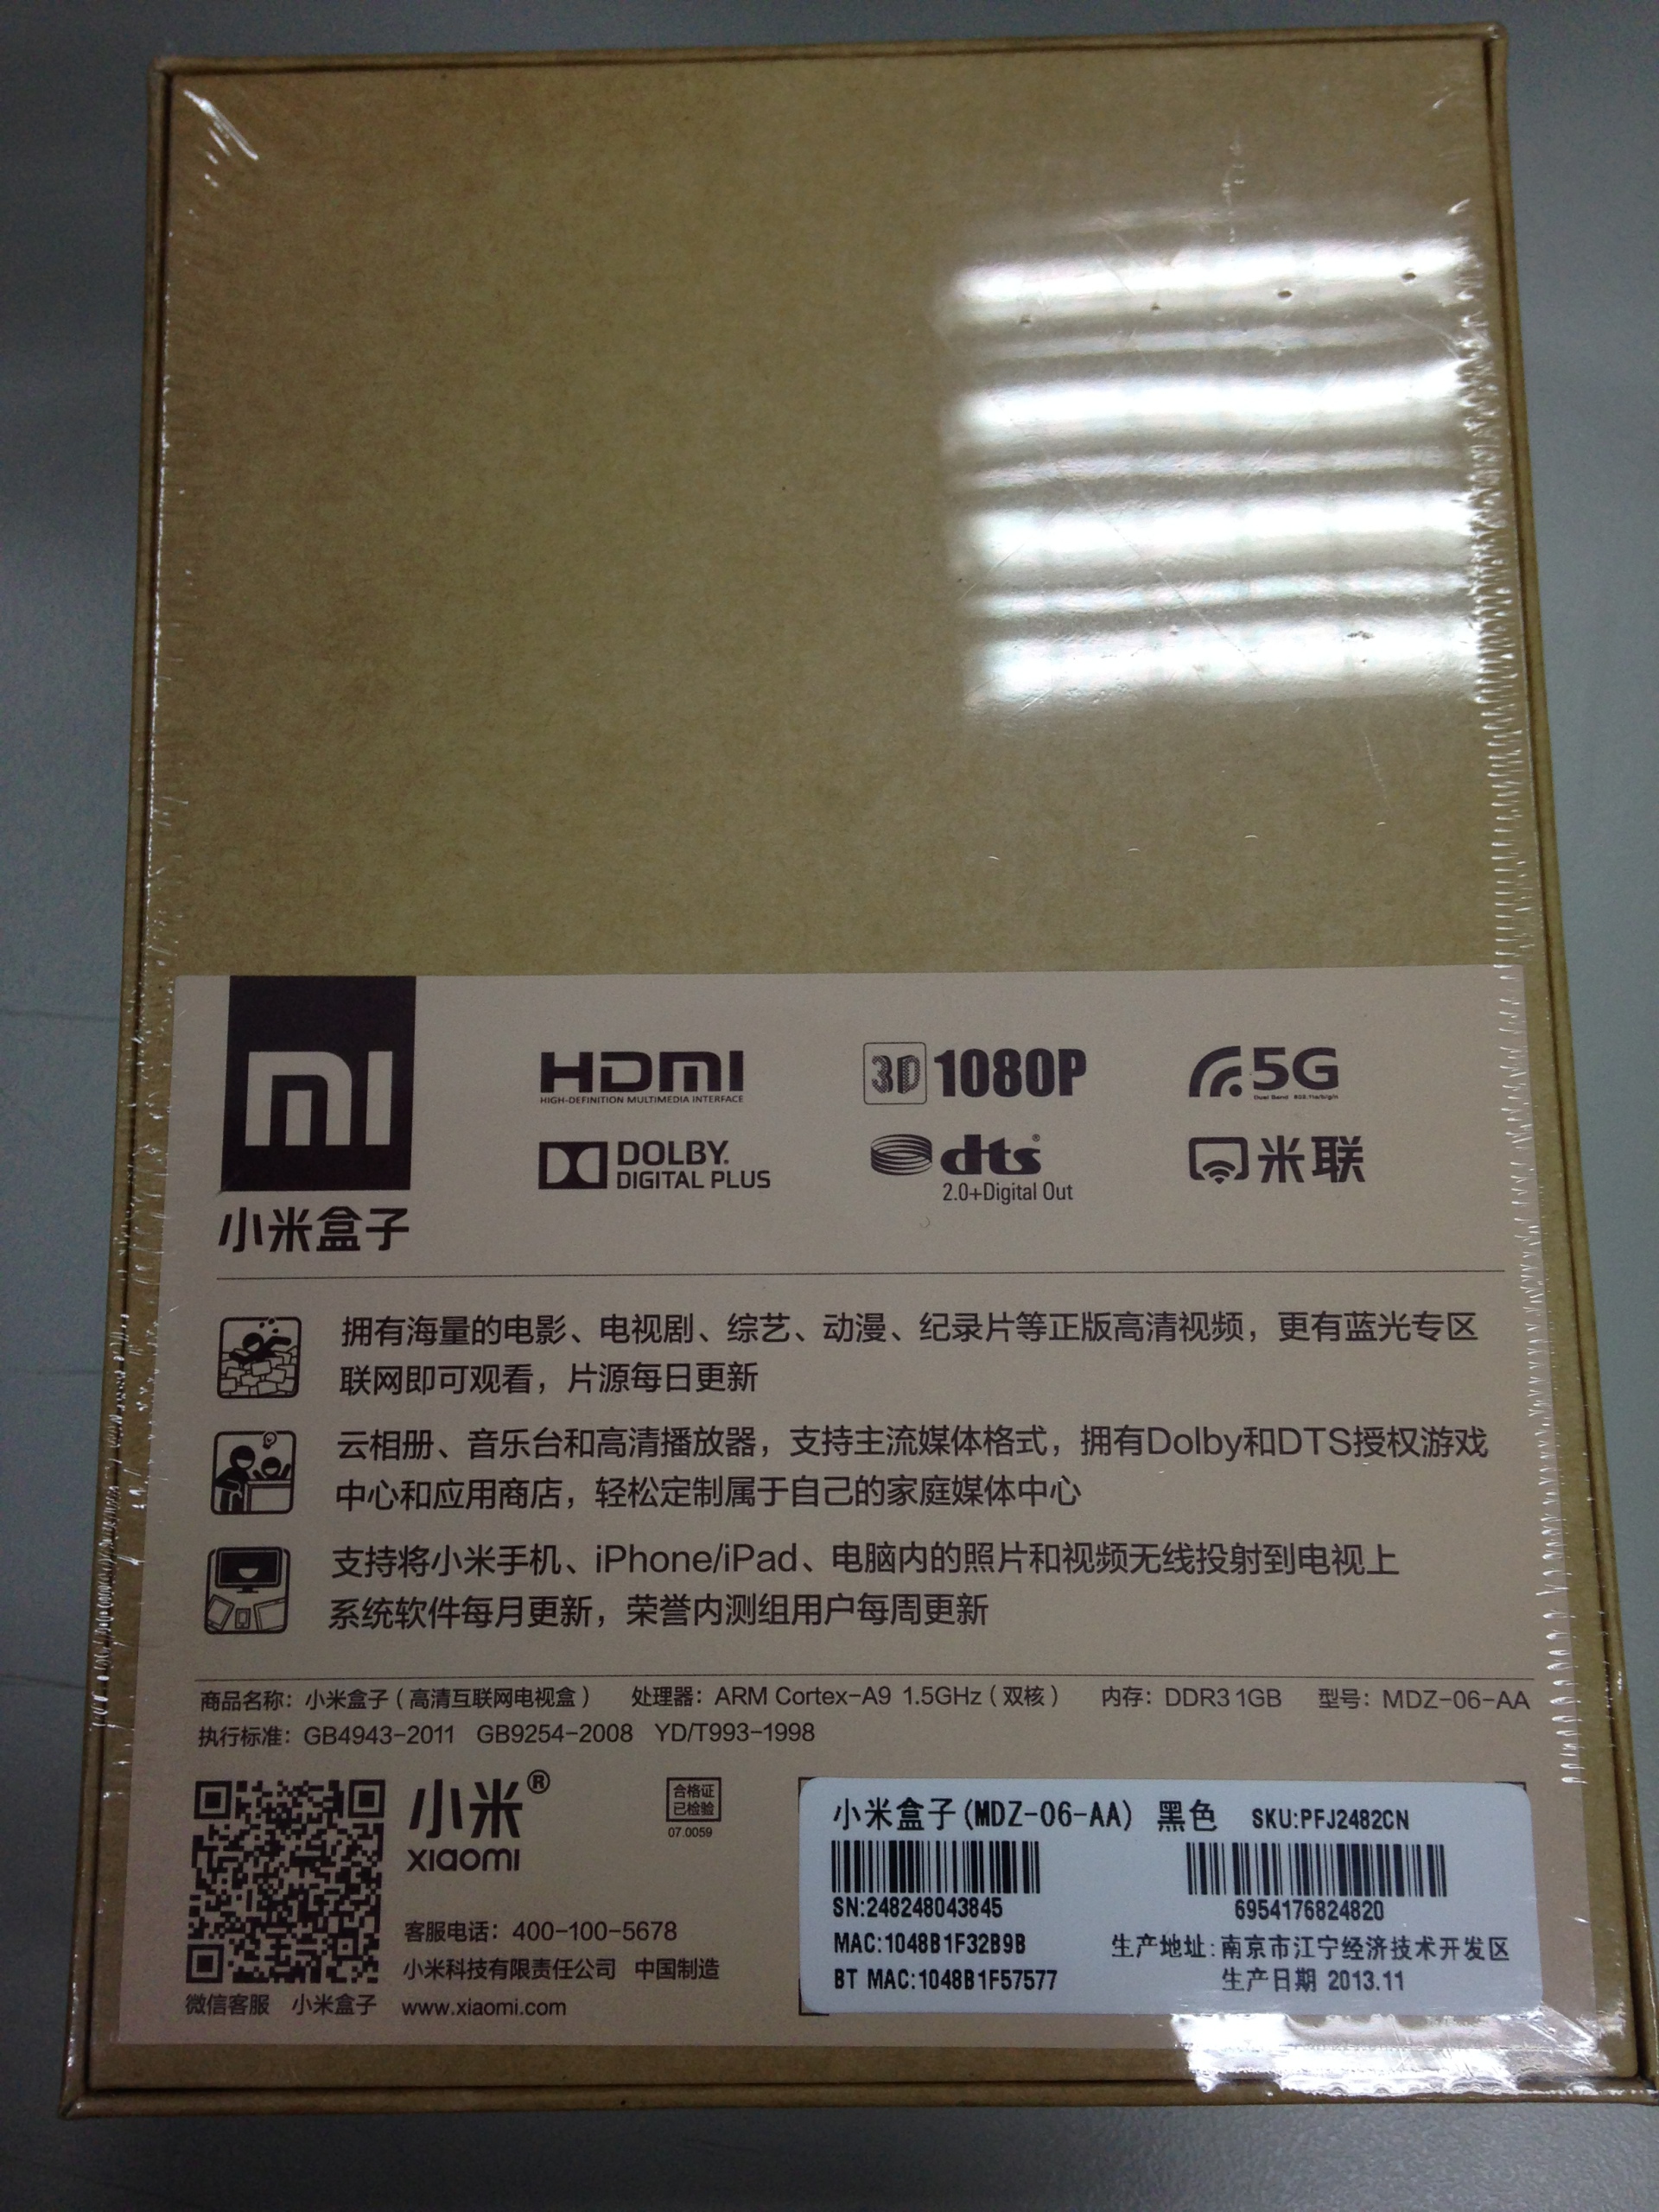 mi
小米盒子
HDMI
HIGH-DEFINITION MULTIMEDIA INTERFACE
3D 1080P
5G
Dual Band 802.11a/b/g/n
DOLBY.
DIGITAL PLUS
dts®
2.0+Digital Out
米联
拥有海量的电影、电视剧、综艺、动漫、纪录片等正版高清视频，更有蓝光专区
联网即可观看，片源每日更新
云相册、音乐台和高清播放器，支持主流媒体格式，拥有Dolby和DTS授权游戏
中心和应用商店，轻松定制属于自己的家庭媒体中心
支持将小米手机、iPhone/iPad、电脑内的照片和视频无线投射到电视上
系统软件每月更新，荣誉内测组用户每周更新
商品名称：小米盒子（高清互联网电视盒） 处理器：ARM Cortex-A9 1.5GHz（双核） 内存：DDR3 1GB 型号：MDZ-06-AA
执行标准：GB4943-2011 GB9254-2008 YD/T993-1998
微信客服 小米盒子
小米®
xiaomi
合格证
已检验
07.0059
客服电话：400-100-5678
小米科技有限责任公司 中国制造
www.xiaomi.com
小米盒子(MDZ-06-AA) 黑色 SKU:PFJ2482CN
SN:248248043845
6954176824820
MAC:1048B1F32B9B
BT MAC:1048B1F57577
生产地址:南京市江宁经济技术开发区
生产日期 2013.11